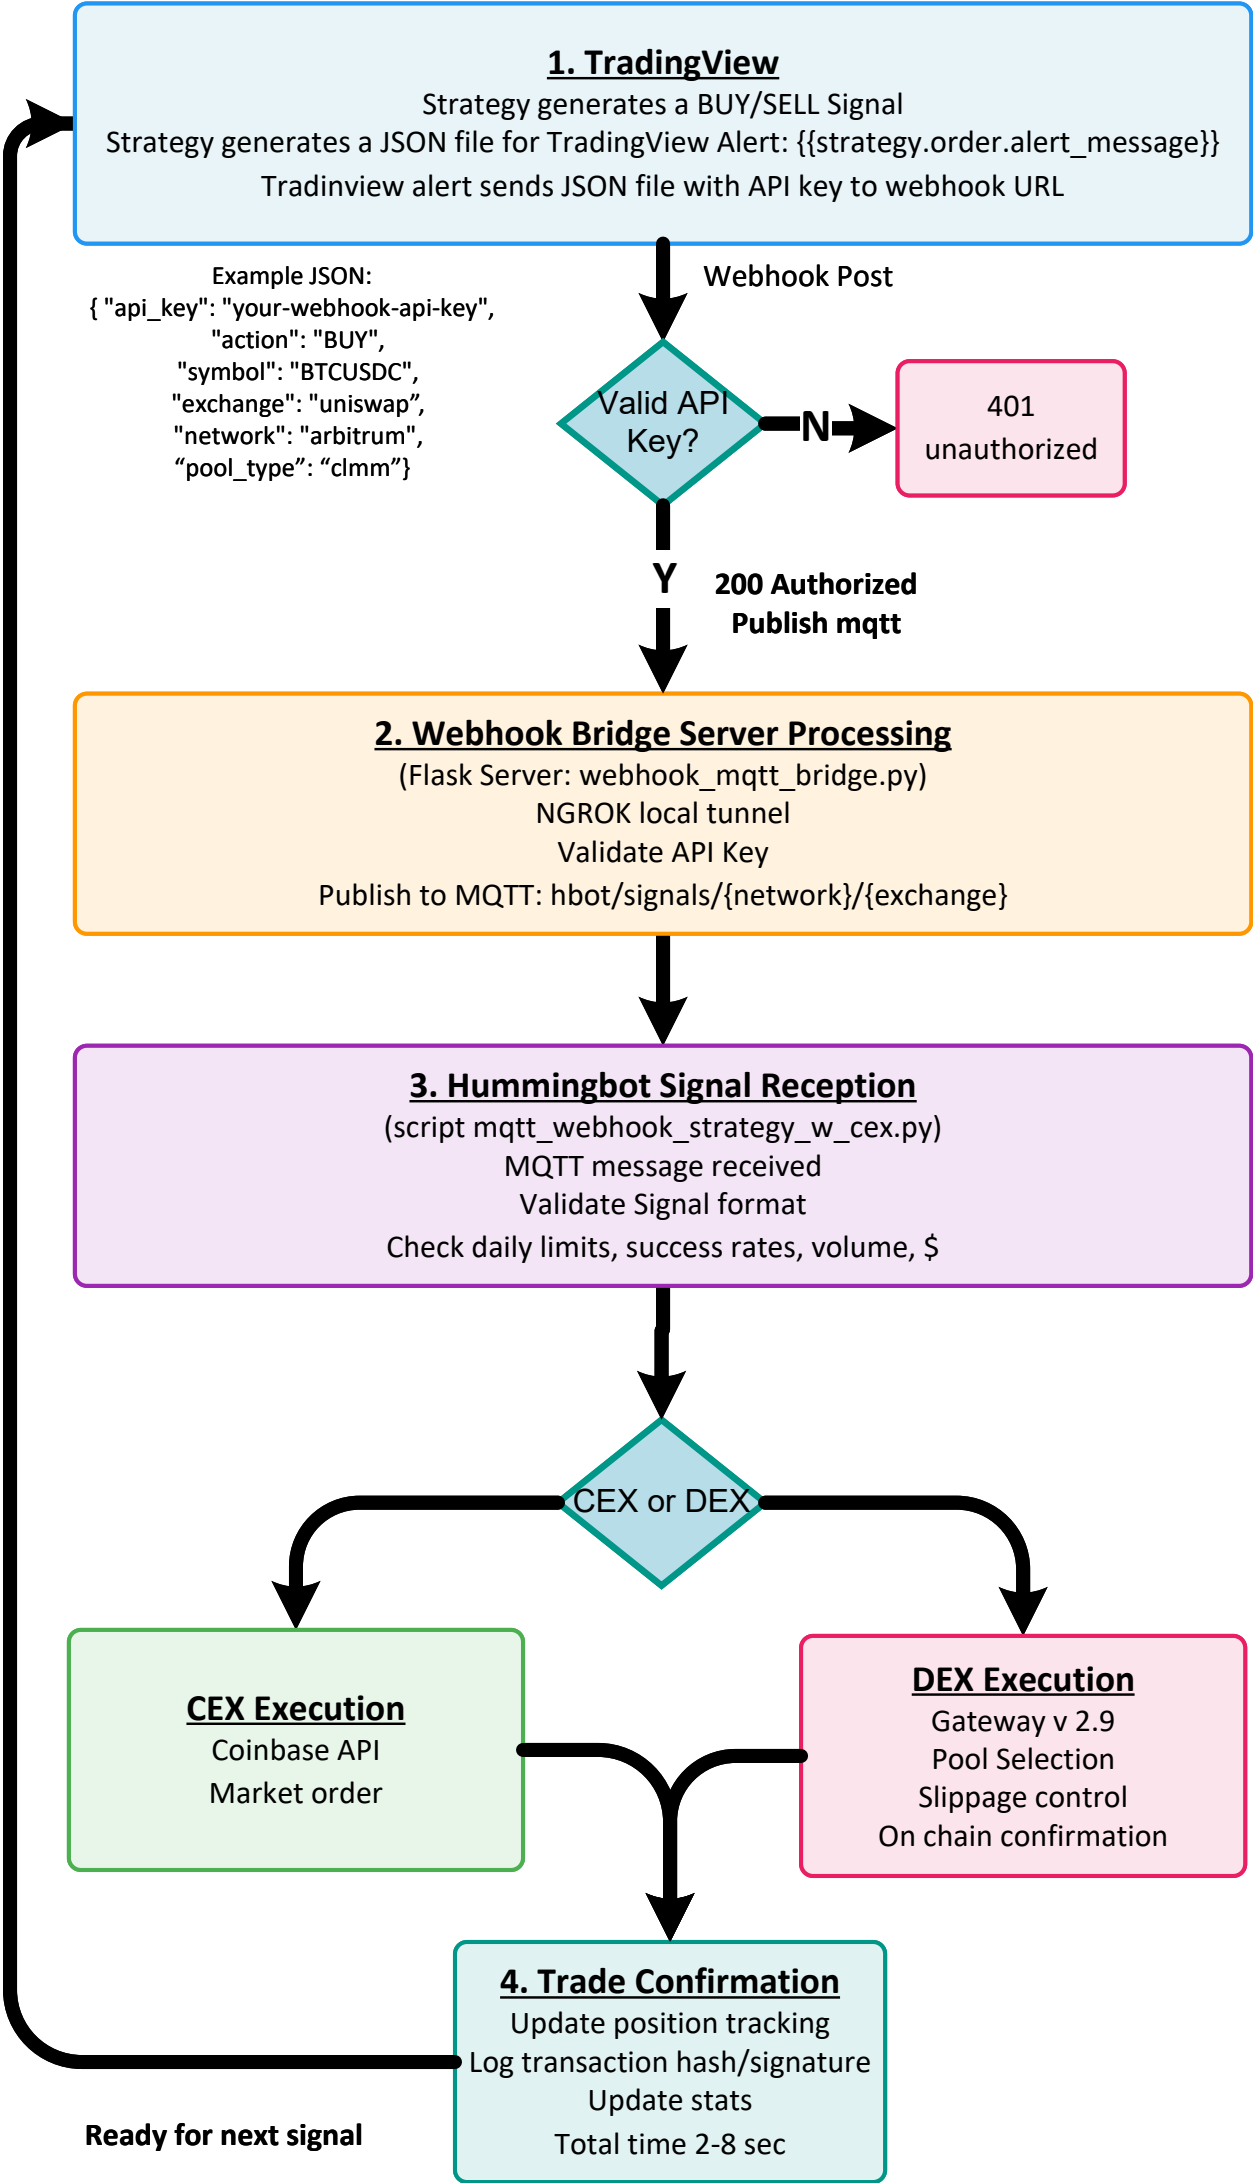 1. TradingView
Strategy generates a BUY/SELL Signal
Strategy generates a JSON file for TradingView Alert: {{strategy.order.alert_message}}
Tradinview alert sends JSON file with API key to webhook URL
Webhook Post
Example JSON:
{ "api_key": "your-webhook-api-key",
"action": "BUY",
"symbol": "BTCUSDC",
"exchange": "uniswap”,
"network": "arbitrum",
“pool_type”: “clmm”}
Valid API
Key?
N
401
unauthorized
Y
200 Authorized
Publish mqtt
2. Webhook Bridge Server Processing
(Flask Server: webhook_mqtt_bridge.py)
NGROK local tunnel
Validate API Key
Publish to MQTT: hbot/signals/{network}/{exchange}
3. Hummingbot Signal Reception
(script mqtt_webhook_strategy_w_cex.py)
MQTT message received
Validate Signal format
Check daily limits, success rates, volume, $
CEX or DEX
CEX Execution
Coinbase API
Market order
DEX Execution
Gateway v 2.9
Pool Selection
Slippage control
On chain confirmation
4. Trade Confirmation
Update position tracking
Log transaction hash/signature
Update stats
Total time 2-8 sec
Ready for next signal